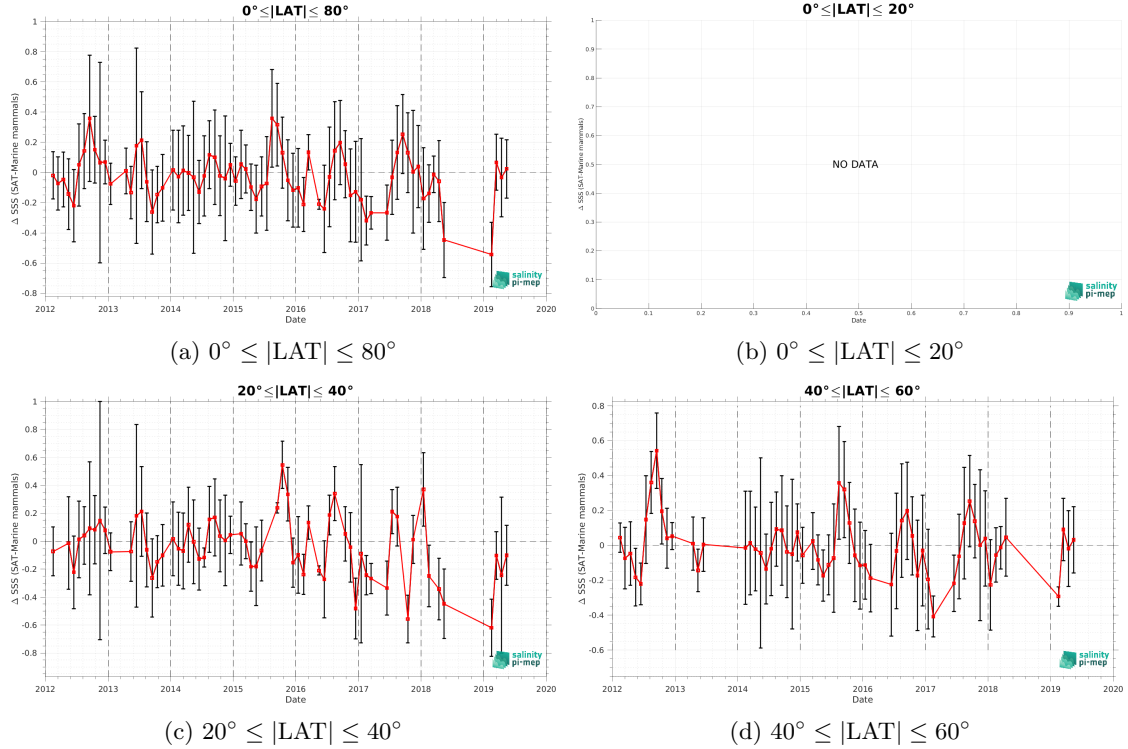 0°≤|LAT|≤ 80°
1
0.8
0.6
0.4
0.2
0
-0.2
-0.4
-0.6
-0.8
Δ SSS (SAT-Marine mammals)
2012 2013 2014 2015 2016 2017 2018 2019 2020
Date
salinity
pi-mep
(a) 0° ≤ |LAT| ≤ 80°
0°≤|LAT|≤ 20°
1
0.9
0.8
0.7
0.6
0.5
0.4
0.3
0.2
0.1
0
Δ SSS (SAT-Marine mammals)
NO DATA
0 0.1 0.2 0.3 0.4 0.5 0.6 0.7 0.8 0.9 1
Date
salinity
pi-mep
(b) 0° ≤ |LAT| ≤ 20°
20°≤|LAT|≤ 40°
1
0.8
0.6
0.4
0.2
0
-0.2
-0.4
-0.6
-0.8
Δ SSS (SAT-Marine mammals)
2012 2013 2014 2015 2016 2017 2018 2019 2020
Date
salinity
pi-mep
(c) 20° ≤ |LAT| ≤ 40°
40°≤|LAT|≤ 60°
0.8
0.6
0.4
0.2
0
-0.2
-0.4
-0.6
Δ SSS (SAT-Marine mammals)
2012 2013 2014 2015 2016 2017 2018 2019 2020
Date
salinity
pi-mep
(d) 40° ≤ |LAT| ≤ 60°